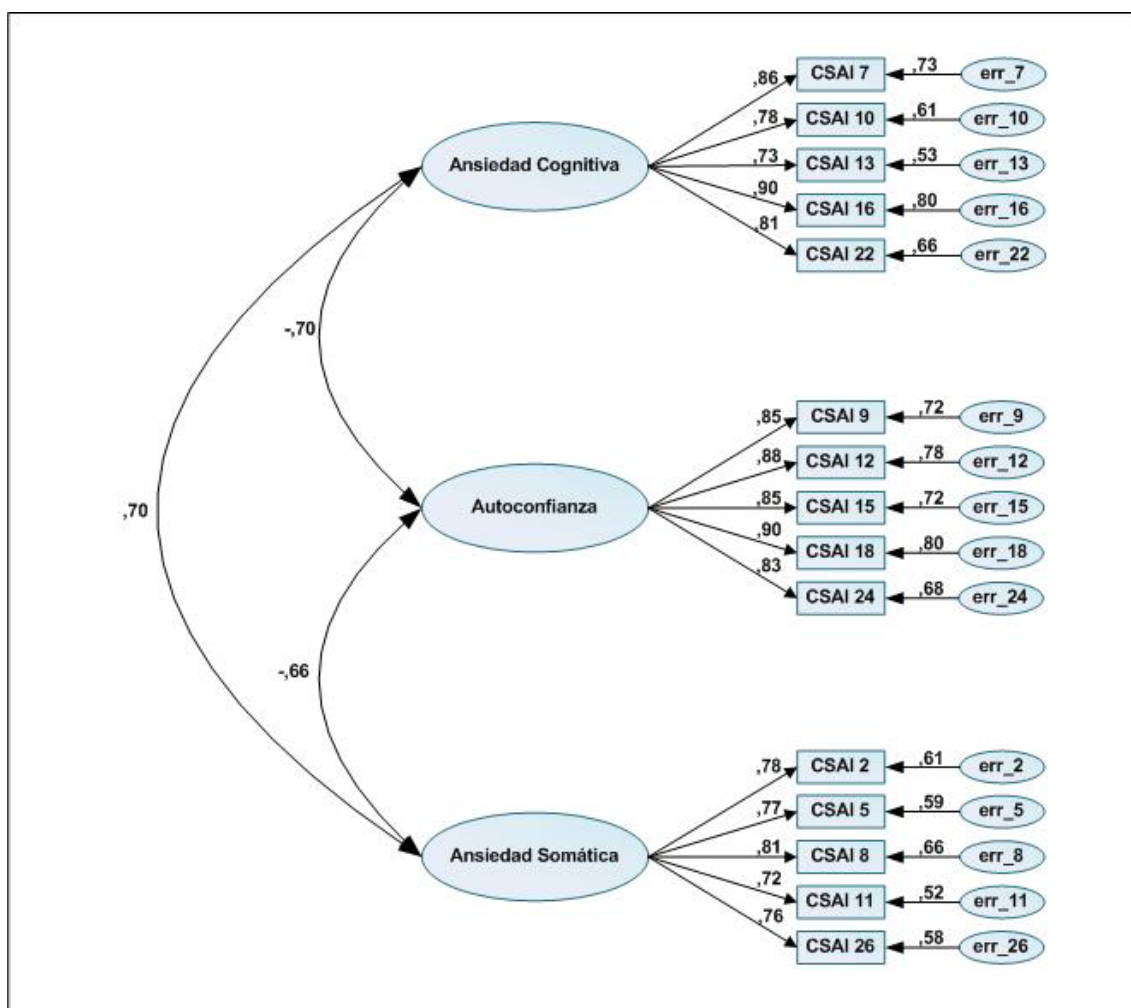 ,86
CSAI 7
,73
err_7
,78
CSAI 10
,61
err_10
Ansiedad Cognitiva
,73
CSAI 13
,53
err_13
,90
CSAI 16
,80
err_16
,81
CSAI 22
,66
err_22
-,70
,85
CSAI 9
,72
err_9
,88
CSAI 12
,78
err_12
Autoconfianza
,85
CSAI 15
,72
err_15
,90
CSAI 18
,80
err_18
,83
CSAI 24
,68
err_24
,70
-,66
,78
CSAI 2
,61
err_2
,77
CSAI 5
,59
err_5
Ansiedad Somática
,81
CSAI 8
,66
err_8
,72
CSAI 11
,52
err_11
,76
CSAI 26
,58
err_26